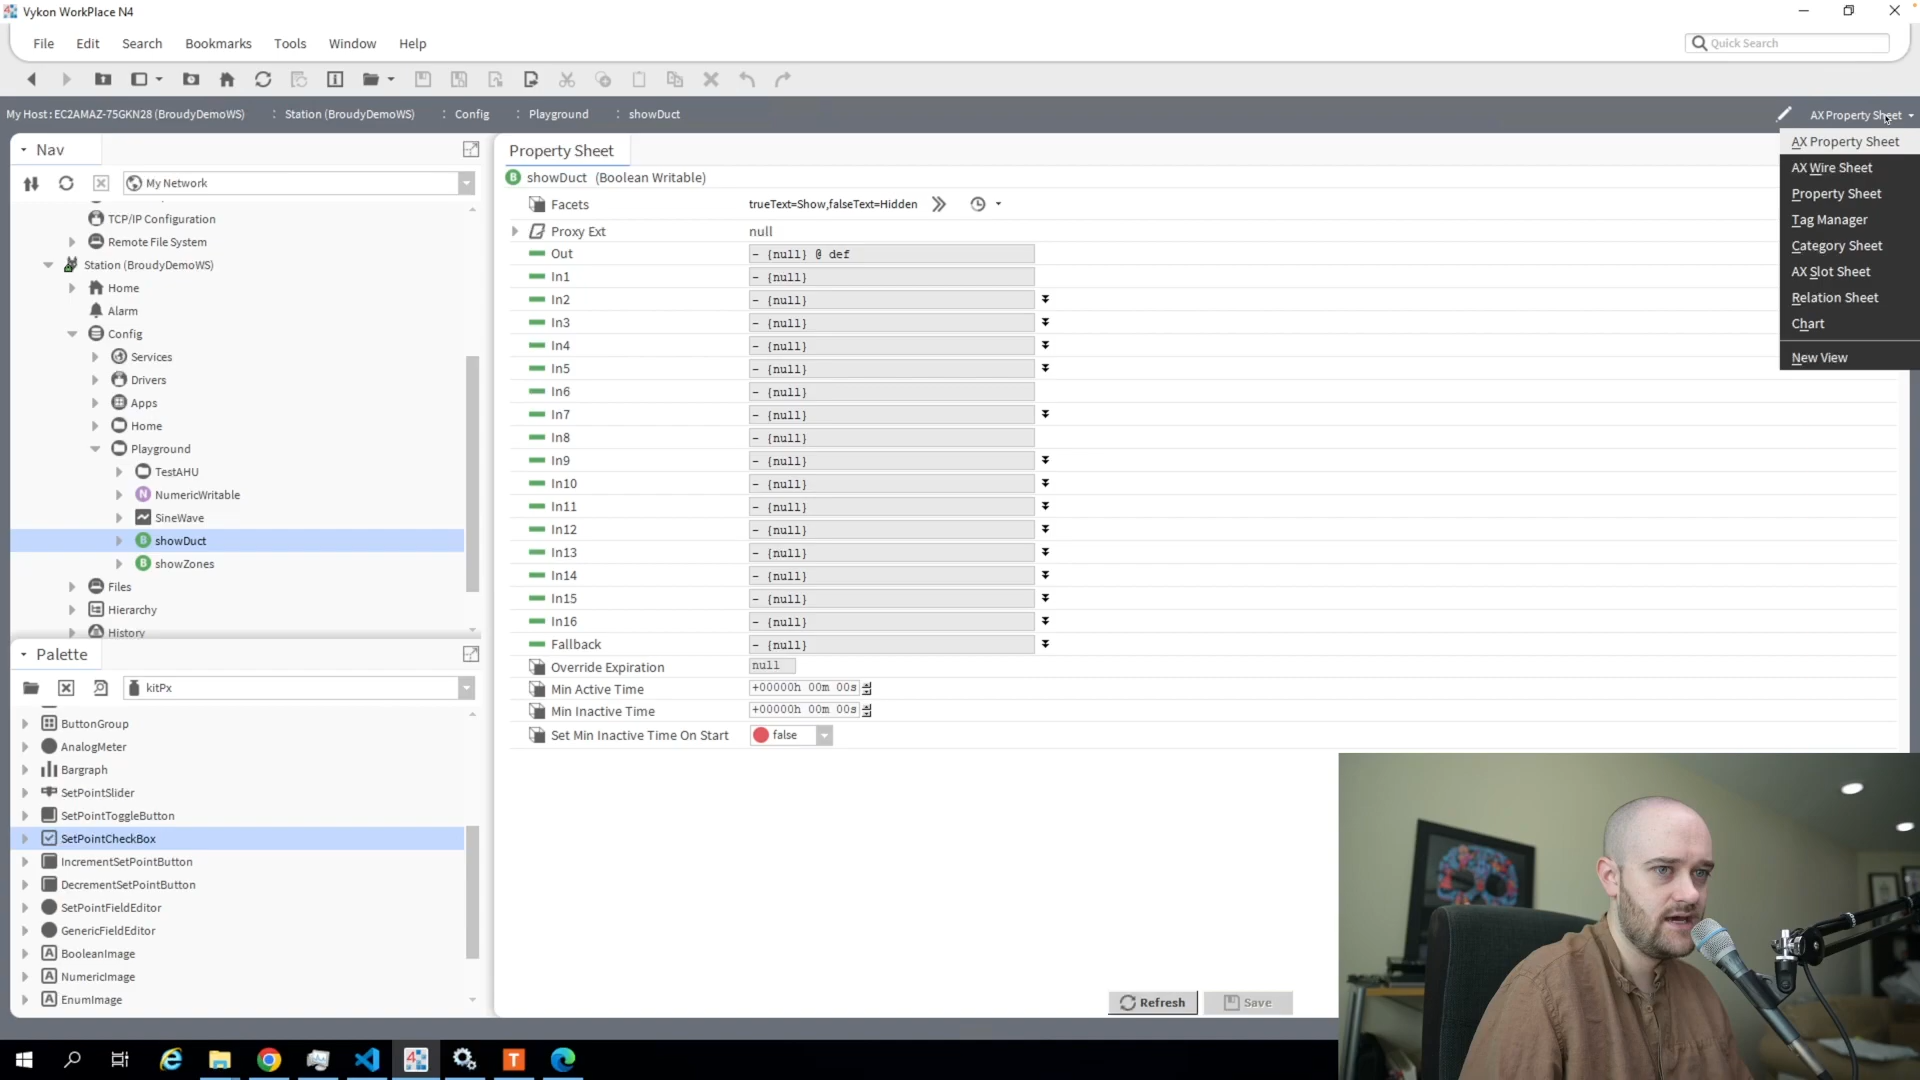 Vykon WorkPlace N4
File Edit Search Bookmarks Tools Window Help
Quick Search
My Host : EC2AMAZ-75GKN28 (BroudyDemoWS) : Station (BroudyDemoWS) : Config : Playground : showDuct
AX Property Sheet
AX Property Sheet
AX Wire Sheet
Property Sheet
Tag Manager
Category Sheet
AX Slot Sheet
Relation Sheet
Chart
New View
Nav
My Network
TCP/IP Configuration
Remote File System
Station (BroudyDemoWS)
Home
Alarm
Config
Services
Drivers
Apps
Home
Playground
TestAHU
NumericWritable
SineWave
showDuct
showZones
Files
Hierarchy
History
Palette
kitPx
ButtonGroup
AnalogMeter
Bargraph
SetPointSlider
SetPointToggleButton
SetPointCheckBox
IncrementSetPointButton
DecrementSetPointButton
SetPointFieldEditor
GenericFieldEditor
BooleanImage
NumericImage
EnumImage
Property Sheet
showDuct (Boolean Writable)
Facets trueText=Show,falseText=Hidden
Proxy Ext null
Out - {null} @ def
In1 - {null}
In2 - {null}
In3 - {null}
In4 - {null}
In5 - {null}
In6 - {null}
In7 - {null}
In8 - {null}
In9 - {null}
In10 - {null}
In11 - {null}
In12 - {null}
In13 - {null}
In14 - {null}
In15 - {null}
In16 - {null}
Fallback - {null}
Override Expiration null
Min Active Time +00000h 00m 00s
Min Inactive Time +00000h 00m 00s
Set Min Inactive Time On Start false
Refresh Save